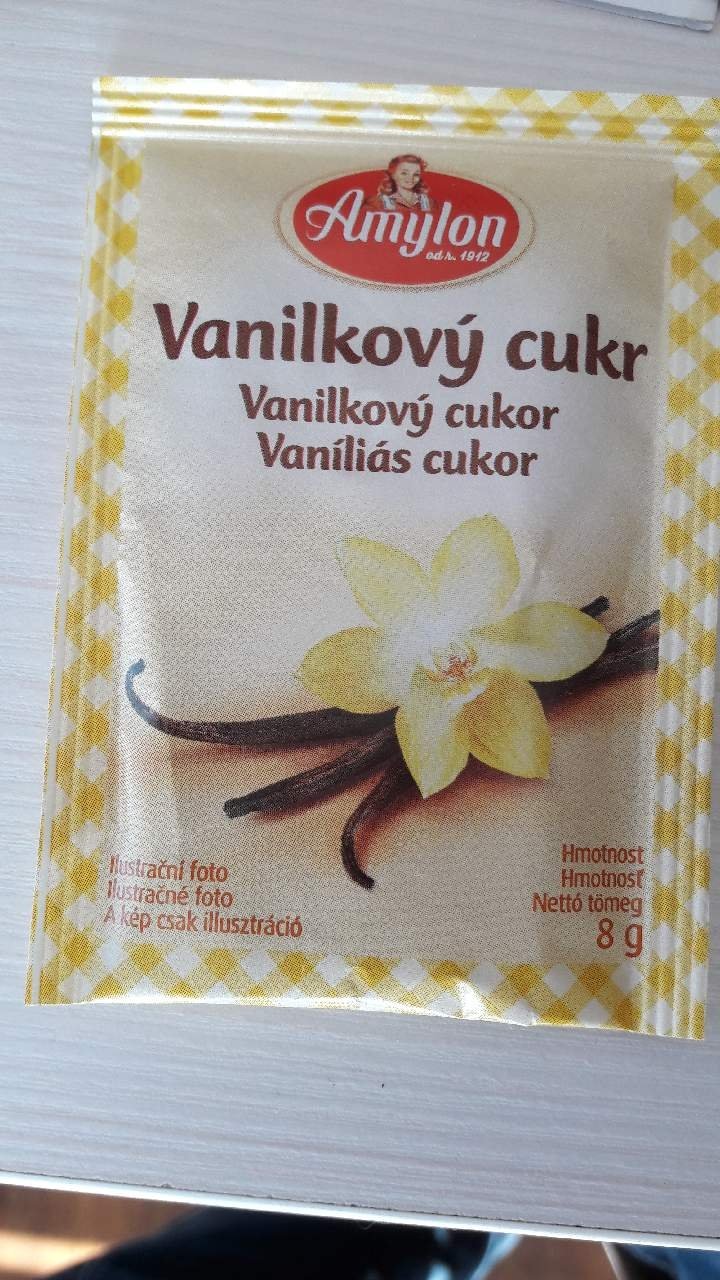 Amylon
od r. 1912
Vanilkový cukr
Vanilkový cukor
Vaníliás cukor
Ilustrační foto
Ilustračné foto
A kép csak illusztráció
Hmotnost
Hmotnosť
Nettó tömeg
8 g